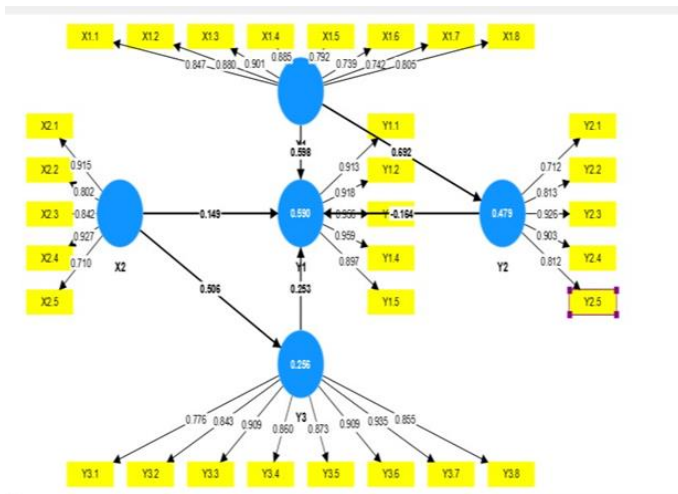 X1.1 X1.2 X1.3 X1.4 X1.5 X1.6 X1.7 X1.8
0.847 0.880 0.901 0.885 0.792 0.739 0.742 0.805
X2.1 Y1.1 Y2.1
0.598 0.692
0.915 0.913 0.712
X2.2 Y1.2 Y2.2
0.802 0.918 0.813
X2.3 0.842 0.149 0.590 -0.164 0.479 0.926 Y2.3
0.927 0.959 0.903
X2.4 0.710 X2 Y1 0.897 Y1.4 Y2 0.812 Y2.4
0.506 0.253
X2.5 Y1.5 Y2.5
0.256
Y3
0.776 0.843 0.909 0.860 0.873 0.909 0.935 0.855
Y3.1 Y3.2 Y3.3 Y3.4 Y3.5 Y3.6 Y3.7 Y3.8